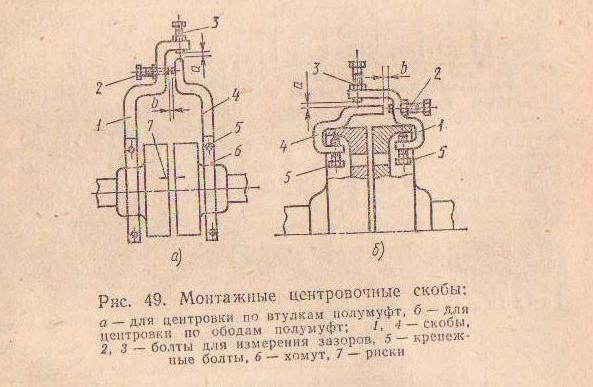 3
2
a
b
1
4
5
7
6
а)
3
b
a
2
4
1
5
5
б)
Рис. 49. Монтажные центровочные скобы:
а — для центровки по втулкам полумуфт, б — для
центровки по ободам полумуфт; 1, 4 — скобы,
2, 3 — болты для измерения зазоров, 5 — крепеж-
ные болты, 6 — хомут, 7 — риски